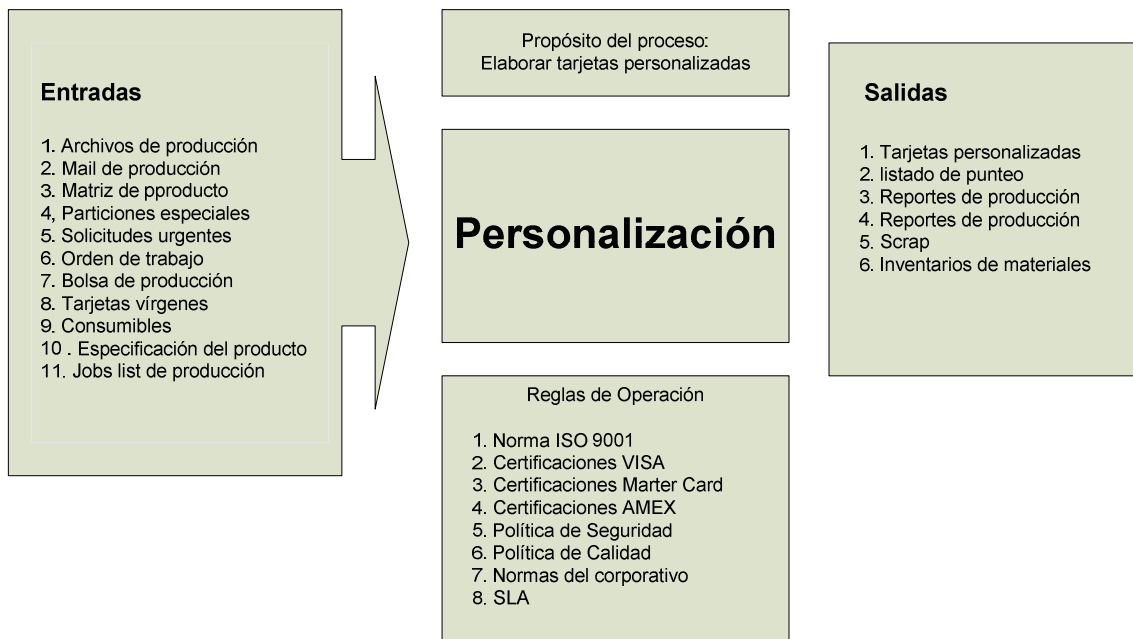 Entradas
1. Archivos de producción
2. Mail de producción
3. Matriz de pproducto
4, Particiones especiales
5. Solicitudes urgentes
6. Orden de trabajo
7. Bolsa de producción
8. Tarjetas vírgenes
9. Consumibles
10 . Especificación del producto
11. Jobs list de producción
Propósito del proceso:
Elaborar tarjetas personalizadas
Personalización
Reglas de Operación
1. Norma ISO 9001
2. Certificaciones VISA
3. Certificaciones Marter Card
4. Certificaciones AMEX
5. Política de Seguridad
6. Política de Calidad
7. Normas del corporativo
8. SLA
Salidas
1. Tarjetas personalizadas
2. listado de punteo
3. Reportes de producción
4. Reportes de producción
5. Scrap
6. Inventarios de materiales